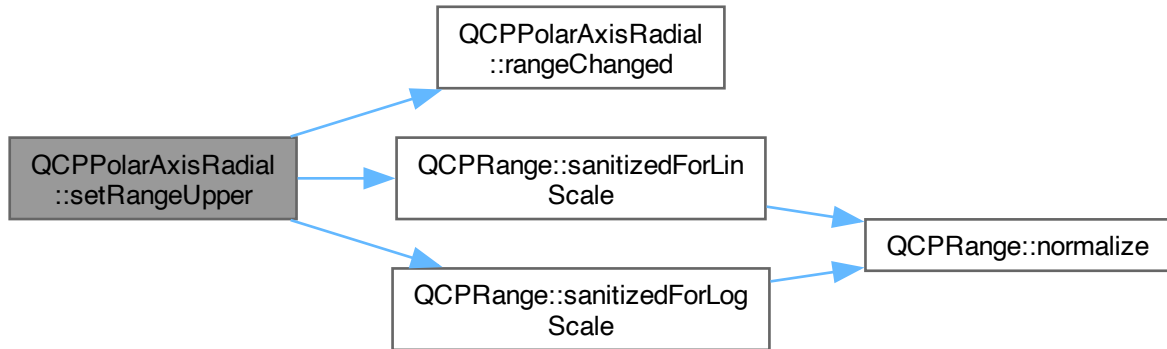 QCPPolarAxisRadial
::rangeChanged
QCPPolarAxisRadial
::setRangeUpper
QCPRange::sanitizedForLin
Scale
QCPRange::normalize
QCPRange::sanitizedForLog
Scale